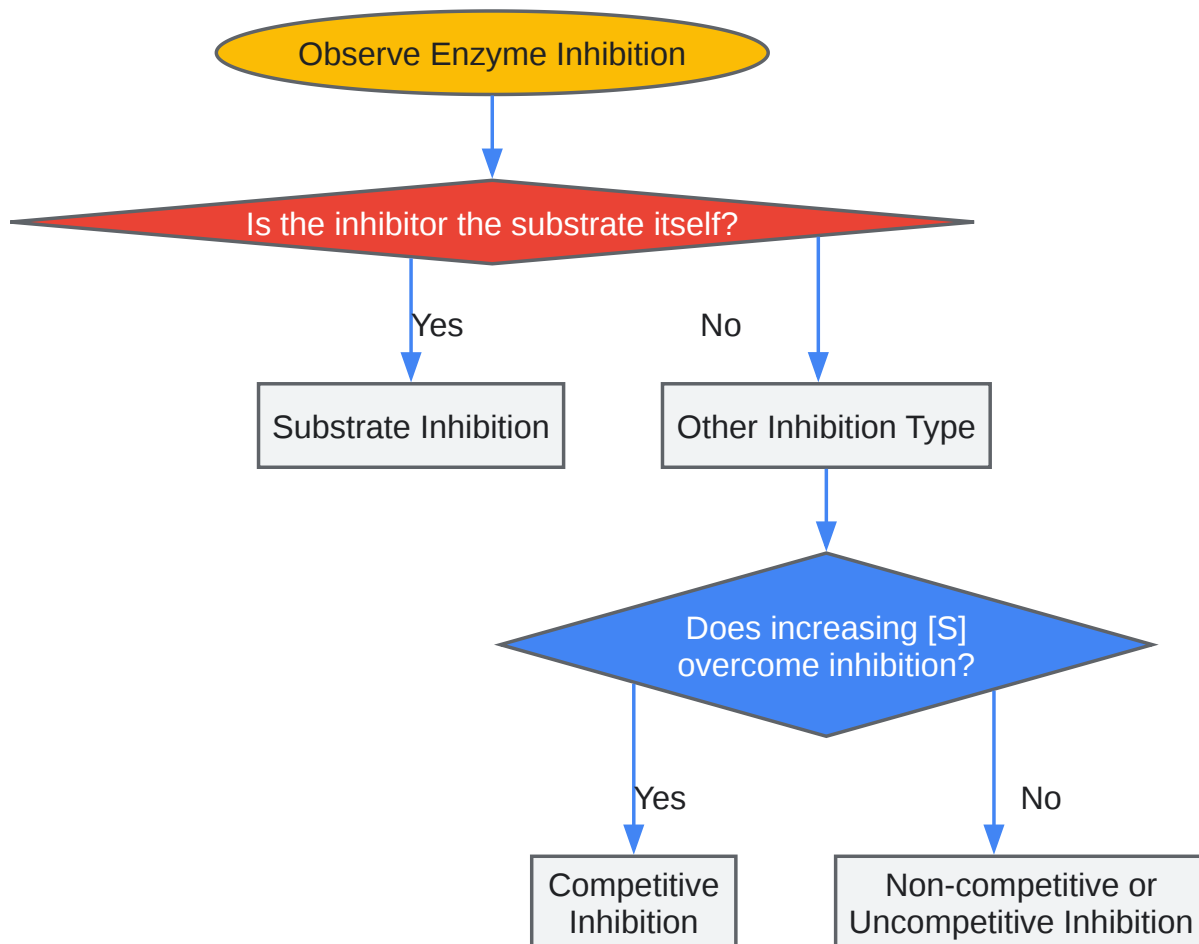 Observe Enzyme Inhibition
Is the inhibitor the substrate itself?
Yes
No
Substrate Inhibition
Other Inhibition Type
Does increasing [S]
overcome inhibition?
Yes
No
Competitive
Inhibition
Non-competitive or
Uncompetitive Inhibition